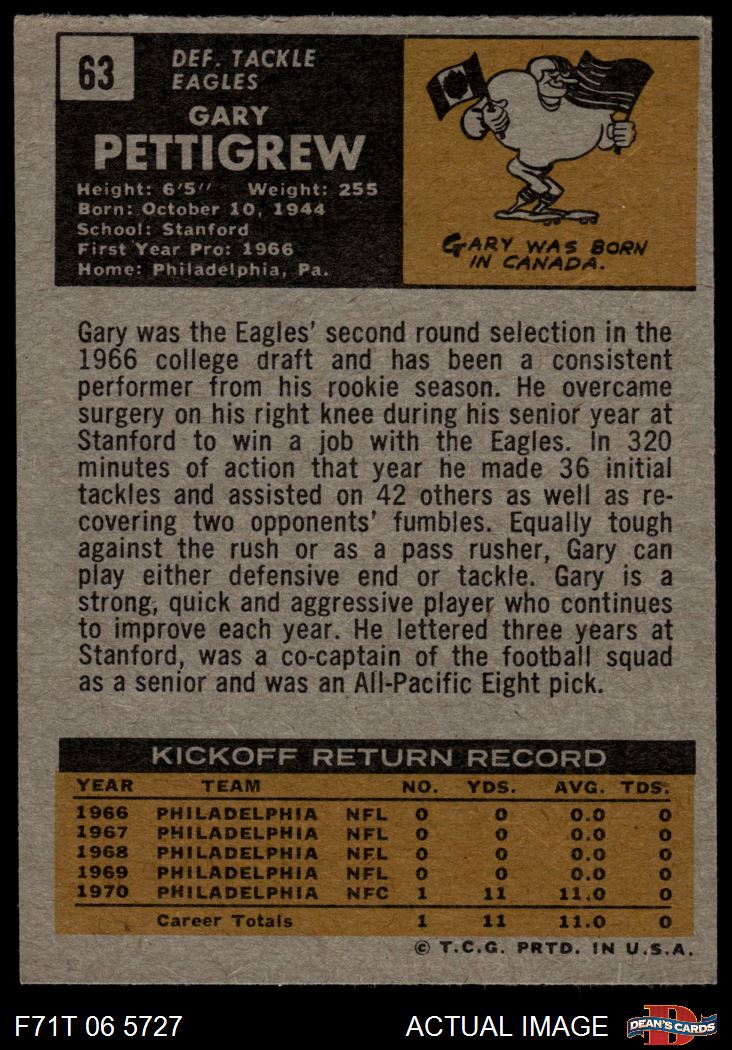 63
DEF. TACKLE
EAGLES
GARY
PETTIGREW
Height: 6'5" Weight: 255
Born: October 10, 1944
School: Stanford
First Year Pro: 1966
Home: Philadelphia, Pa.
GARY WAS BORN
IN CANADA.
Gary was the Eagles' second round selection in the
1966 college draft and has been a consistent
performer from his rookie season. He overcame
surgery on his right knee during his senior year at
Stanford to win a job with the Eagles. In 320
minutes of action that year he made 36 initial
tackles and assisted on 42 others as well as re-
covering two opponents' fumbles. Equally tough
against the rush or as a pass rusher, Gary can
play either defensive end or tackle. Gary is a
strong, quick and aggressive player who continues
to improve each year. He lettered three years at
Stanford, was a co-captain of the football squad
as a senior and was an All-Pacific Eight pick.
KICKOFF RETURN RECORD
YEAR TEAM NO. YDS. AVG. TDS.
1966 PHILADELPHIA NFL 0 0 0.0 0
1967 PHILADELPHIA NFL 0 0 0.0 0
1968 PHILADELPHIA NFL 0 0 0.0 0
1969 PHILADELPHIA NFL 0 0 0.0 0
1970 PHILADELPHIA NFC 1 11 11.0 0
Career Totals 1 11 11.0 0
© T.C.G. PRTD. IN U.S.A.
F71T 06 5727 ACTUAL IMAGE DEAN'S CARDS